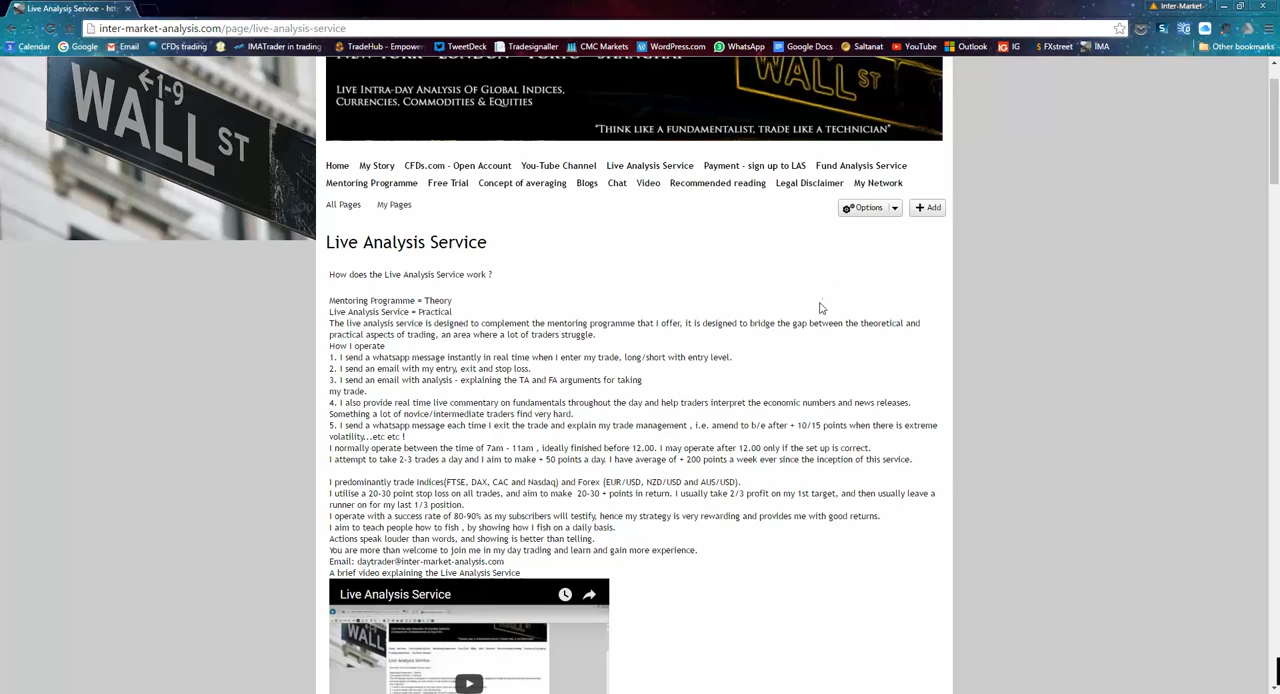 Live Analysis Service - htt
Inter-Market-
inter-market-analysis.com/page/live-analysis-service
Calendar Google Email CFDs trading IMATrader in trading TradeHub - Empower TweetDeck Tradesignaller CMC Markets WordPress.com WhatsApp Google Docs Saltanat YouTube Outlook IG FXstreet İMA Other bookmarks
←1-9
WALL ST
NEW YORK - LONDON - TOKYO - SHANGHAI
WALL ST
LIVE INTRA-DAY ANALYSIS OF GLOBAL INDICES,
CURRENCIES, COMMODITIES & EQUITIES
"THINK LIKE A FUNDAMENTALIST, TRADE LIKE A TECHNICIAN"
Home My Story CFDs.com - Open Account You-Tube Channel Live Analysis Service Payment - sign up to LAS Fund Analysis Service
Mentoring Programme Free Trial Concept of averaging Blogs Chat Video Recommended reading Legal Disclaimer My Network
All Pages My Pages
Options
+ Add
Live Analysis Service
How does the Live Analysis Service work ?
Mentoring Programme = Theory
Live Analysis Service = Practical
The live analysis service is designed to complement the mentoring programme that I offer, it is designed to bridge the gap between the theoretical and
practical aspects of trading, an area where a lot of traders struggle.
How I operate
1. I send a whatsapp message instantly in real time when I enter my trade, long/short with entry level.
2. I send an email with my entry, exit and stop loss.
3. I send an email with analysis - explaining the TA and FA arguments for taking
my trade.
4. I also provide real time live commentary on fundamentals throughout the day and help traders interpret the economic numbers and news releases.
Something a lot of novice/intermediate traders find very hard.
5. I send a whatsapp message each time I exit the trade and explain my trade management , i.e. amend to b/e after + 10/15 points when there is extreme
volatility...etc etc !
I normally operate between the time of 7am - 11am , ideally finished before 12.00. I may operate after 12.00 only if the set up is correct.
I attempt to take 2-3 trades a day and I aim to make + 50 points a day. I have average of + 200 points a week ever since the inception of this service.
I predominantly trade Indices(FTSE, DAX, CAC and Nasdaq) and Forex (EUR/USD, NZD/USD and AUS/USD).
I utilise a 20-30 point stop loss on all trades, and aim to make 20-30 + points in return. I usually take 2/3 profit on my 1st target, and then usually leave a
runner on for my last 1/3 position.
I operate with a success rate of 80-90% as my subscribers will testify, hence my strategy is very rewarding and provides me with good returns.
I aim to teach people how to fish , by showing how I fish on a daily basis.
Actions speak louder than words, and showing is better than telling.
You are more than welcome to join me in my day trading and learn and gain more experience.
Email: daytrader@inter-market-analysis.com
A brief video explaining the Live Analysis Service
Live Analysis Service
Live Analysis Service